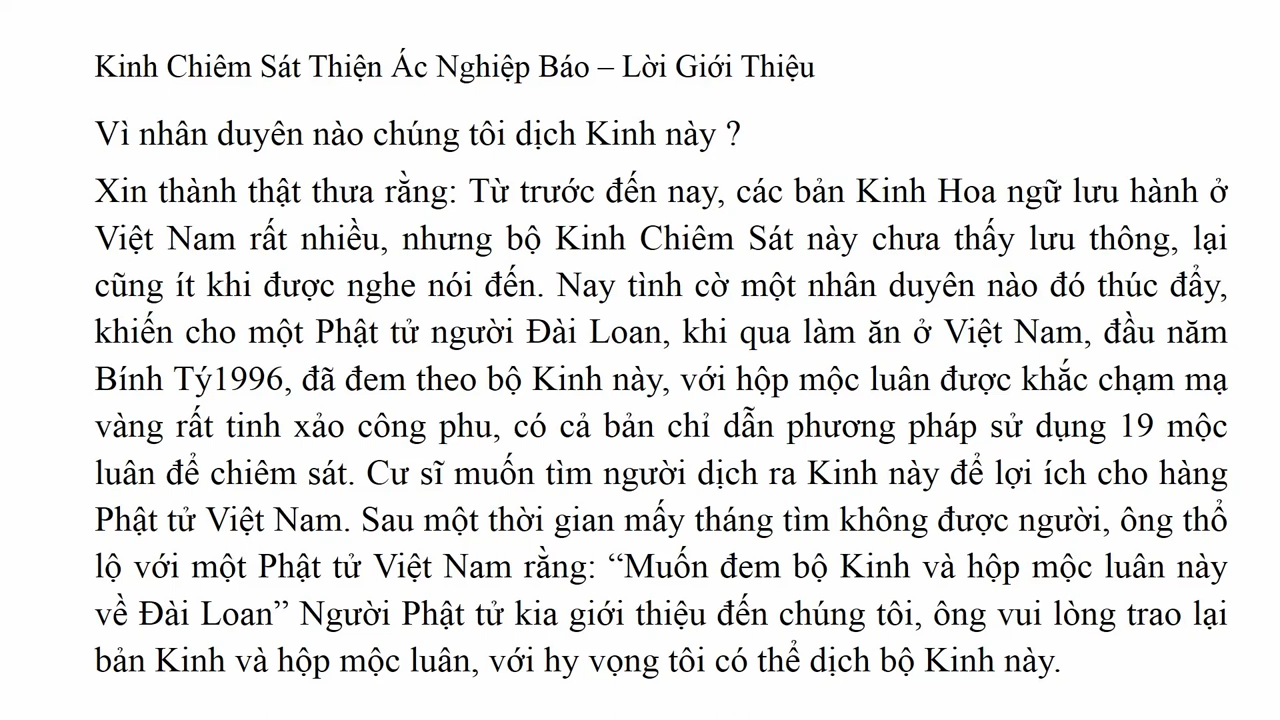 Kinh Chiêm Sát Thiện Ác Nghiệp Báo – Lời Giới Thiệu
Vì nhân duyên nào chúng tôi dịch Kinh này ?
Xin thành thật thưa rằng: Từ trước đến nay, các bản Kinh Hoa ngữ lưu hành ở
Việt Nam rất nhiều, nhưng bộ Kinh Chiêm Sát này chưa thấy lưu thông, lại
cũng ít khi được nghe nói đến. Nay tình cờ một nhân duyên nào đó thúc đẩy,
khiến cho một Phật tử người Đài Loan, khi qua làm ăn ở Việt Nam, đầu năm
Bính Tý1996, đã đem theo bộ Kinh này, với hộp mộc luân được khắc chạm mạ
vàng rất tinh xảo công phu, có cả bản chỉ dẫn phương pháp sử dụng 19 mộc
luân để chiêm sát. Cư sĩ muốn tìm người dịch ra Kinh này để lợi ích cho hàng
Phật tử Việt Nam. Sau một thời gian mấy tháng tìm không được người, ông thổ
lộ với một Phật tử Việt Nam rằng: “Muốn đem bộ Kinh và hộp mộc luân này
về Đài Loan” Người Phật tử kia giới thiệu đến chúng tôi, ông vui lòng trao lại
bản Kinh và hộp mộc luân, với hy vọng tôi có thể dịch bộ Kinh này.